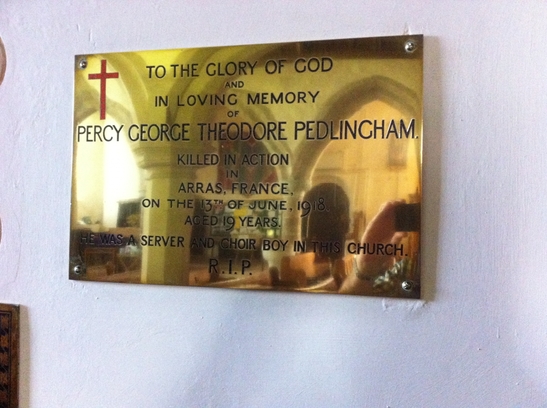 TO THE GLORY OF GOD
AND
IN LOVING MEMORY
OF
PERCY GEORGE THEODORE PEDLINGHAM.
KILLED IN ACTION
IN
ARRAS, FRANCE,
ON THE 13TH OF JUNE, 1918.
AGED 19 YEARS.
HE WAS A SERVER AND CHOIR BOY IN THIS CHURCH.
R.I.P.